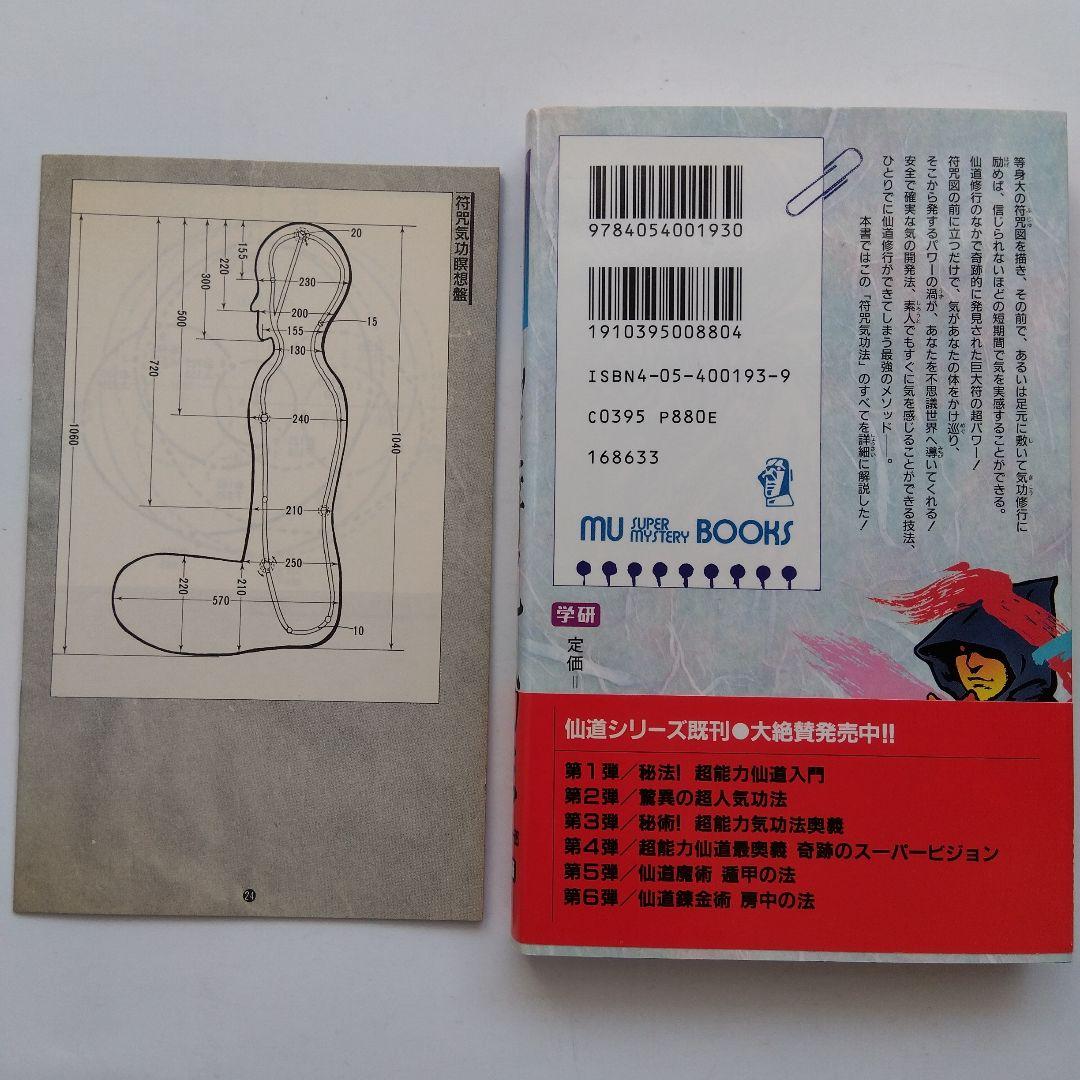 符咒気功瞑想盤
20
155
220
300
230
500
200
15
155
130
720
1060
240
1040
210
250
210
220
570
10
24
9784054001930
1910395008804
ISBN4-05-400193-9
C0395 P880E
168633
MU SUPER MYSTERY BOOKS
等身大の符咒図を描き、その前で、あるいは足元に敷いて気功修行に
励めば、信じられないほどの短期間で気を実感することができる。
仙道修行のなかで奇跡的に発見された巨大符の超パワー!
符咒図の前に立つだけで、気があなたの体をかけ巡り、
そこから発するパワーの渦が、あなたを不思議世界へ導いてくれる!
安全で確実な気の開発法、素人でもすぐに気を感じることができる技法、
ひとりでに仙道修行ができてしまう最強のメソッド──。
本書ではこの「符咒気功法」のすべてを詳細に解説した!
学研
定価=
仙道シリーズ既刊●大絶賛発売中!!
第1弾/秘法! 超能力仙道入門
第2弾/驚異の超人気功法
第3弾/秘術! 超能力気功法奥義
第4弾/超能力仙道最奥義 奇跡のスーパービジョン
第5弾/仙道魔術 遁甲の法
第6弾/仙道錬金術 房中の法